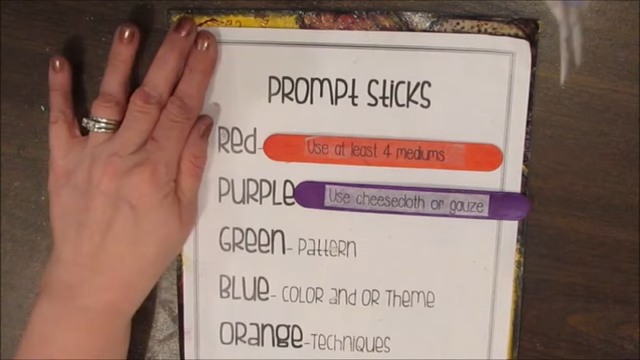 PROMPT STICKS
Red- Use at least 4 mediums
PURPLE Use cheesecloth or gauze
GREEN- Pattern
BLUE- COLOR and OR Theme
ORange-TECHNIQUES